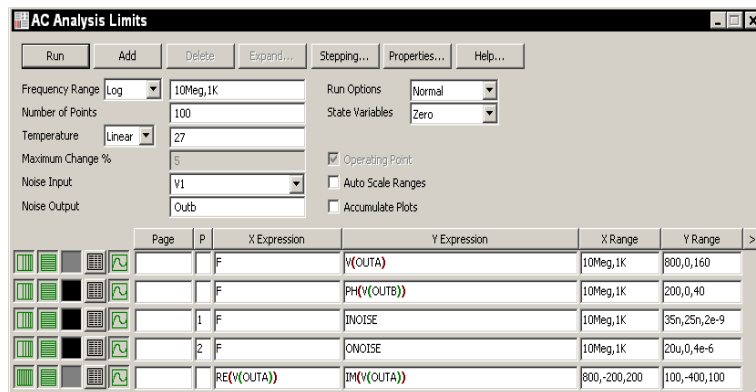 AC Analysis Limits
Run Add Delete Expand... Stepping... Properties... Help...
Frequency Range Log 10Meg,1K Run Options Normal
Number of Points 100 State Variables Zero
Temperature Linear 27
Maximum Change % 5 Operating Point
Noise Input V1 Auto Scale Ranges
Noise Output Outb Accumulate Plots
Page P X Expression Y Expression X Range Y Range >
F V(OUTA) 10Meg,1K 800,0,160
F PH(V(OUTB)) 10Meg,1K 200,0,40
1 F INOISE 10Meg,1K 35n,25n,2e-9
2 F ONOISE 10Meg,1K 20u,0,4e-6
RE(V(OUTA)) IM(V(OUTA)) 800,-200,200 100,-400,100